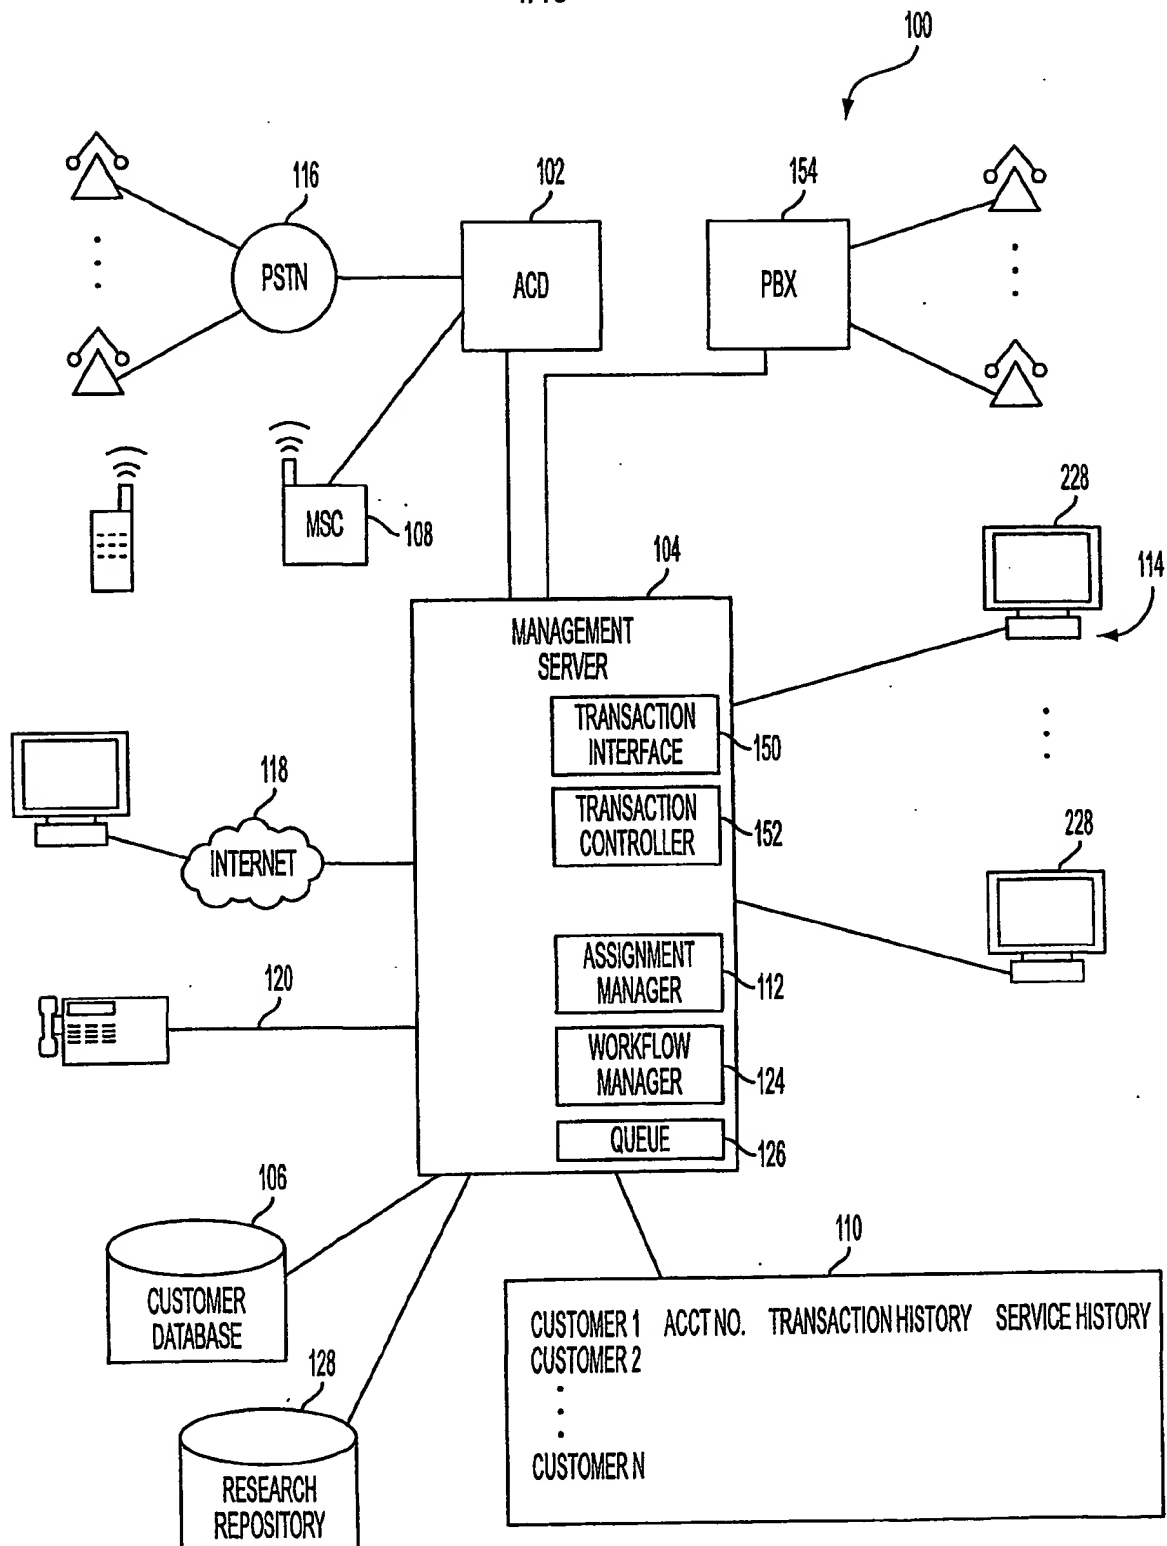 100
116
102
154
PSTN
ACD
PBX
MSC
108
228
114
104
MANAGEMENT
SERVER
TRANSACTION
INTERFACE
150
118
TRANSACTION
CONTROLLER
152
INTERNET
228
120
ASSIGNMENT
MANAGER
112
WORKFLOW
MANAGER
124
QUEUE
126
106
CUSTOMER
DATABASE
110
CUSTOMER 1 ACCT NO. TRANSACTION HISTORY SERVICE HISTORY
CUSTOMER 2
CUSTOMER N
128
RESEARCH
REPOSITORY